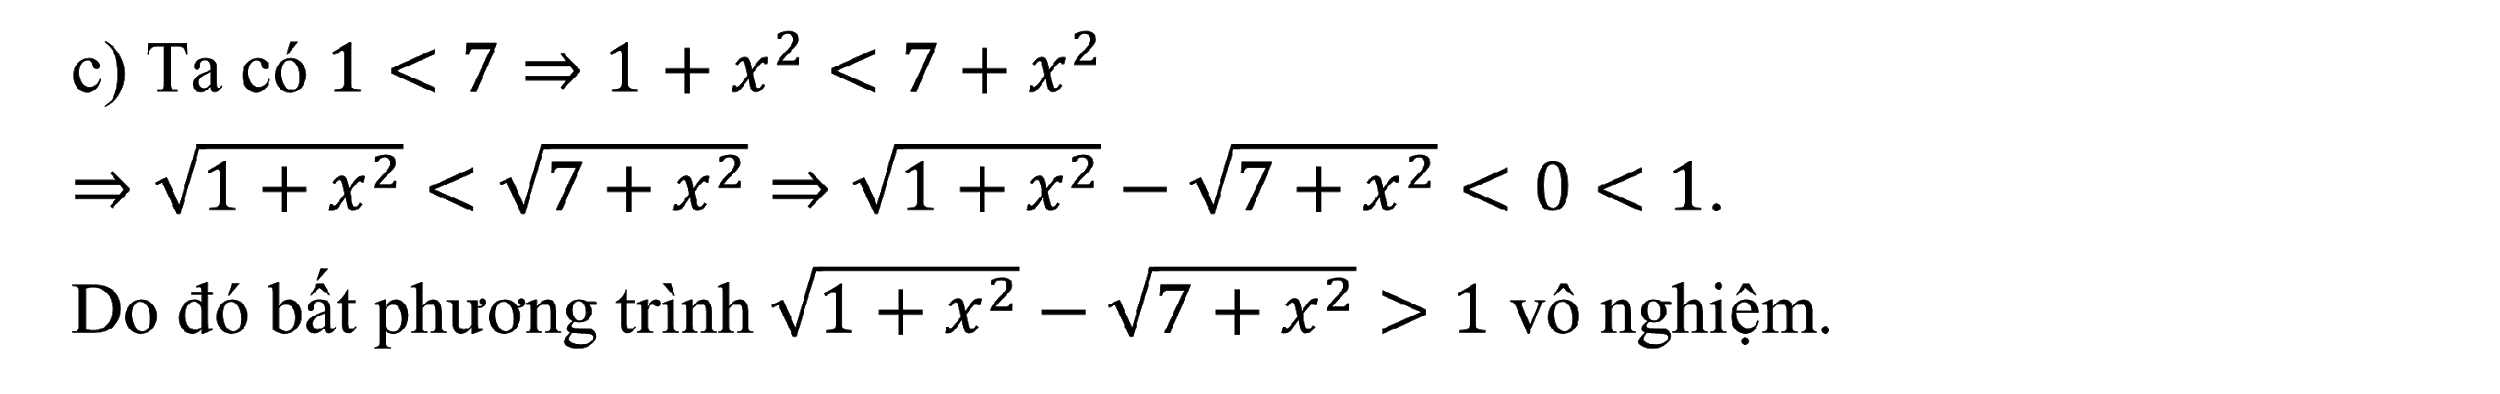 c) Ta có 1 < 7 ⇒ 1 + x² < 7 + x²
⇒ √(1 + x²) < √(7 + x²) ⇒ √(1 + x²) − √(7 + x²) < 0 < 1.
Do đó bất phương trình √(1 + x²) − √(7 + x²) > 1 vô nghiệm.